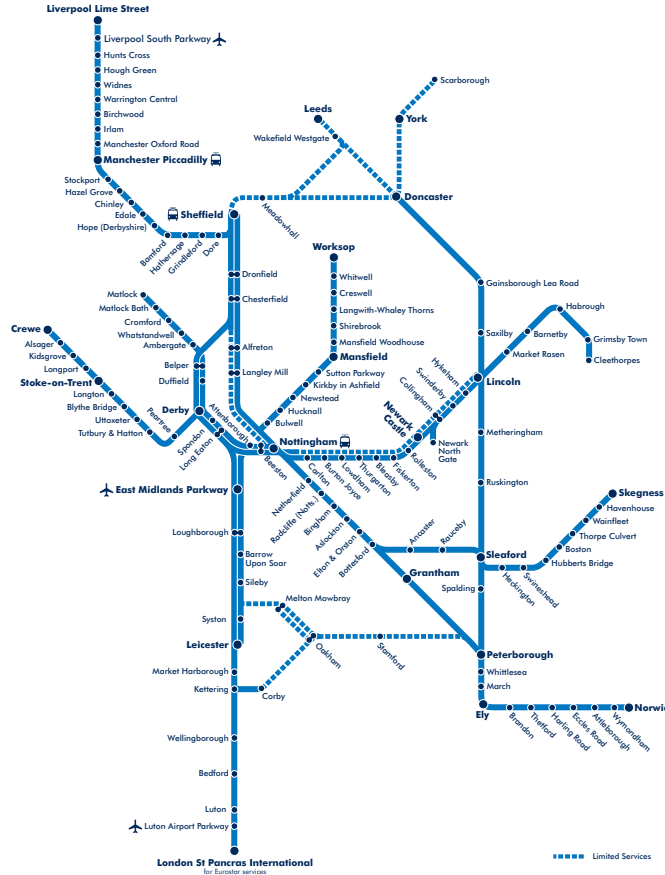 Liverpool Lime Street
Liverpool South Parkway
Hunts Cross
Hough Green
Widnes
Warrington Central
Birchwood
Irlam
Manchester Oxford Road
Manchester Piccadilly
Stockport
Hazel Grove
Chinley
Edale
Hope (Derbyshire)
Bamford
Hathersage
Grindleford
Dore
Sheffield
Meadowhall
Leeds
Wakefield Westgate
York
Scarborough
Doncaster
Dronfield
Chesterfield
Alfreton
Langley Mill
Worksop
Whitwell
Creswell
Langwith-Whaley Thorns
Shirebrook
Mansfield Woodhouse
Mansfield
Sutton Parkway
Kirkby in Ashfield
Newstead
Hucknall
Bulwell
Matlock
Matlock Bath
Cromford
Whatstandwell
Ambergate
Belper
Duffield
Derby
Crewe
Alsager
Kidsgrove
Longport
Stoke-on-Trent
Longton
Blythe Bridge
Uttoxeter
Tutbury & Hatton
Peartree
Spondon
Long Eaton
Attenborough
Beeston
Nottingham
Carlton
Burton Joyce
Lowdham
Thurgarton
Bleasby
Fiskerton
Rolleston
Newark
Castle
Newark
North
Gate
Collingham
Swinderby
Hykeham
Lincoln
Gainsborough Lea Road
Saxilby
Market Rasen
Barnetby
Habrough
Grimsby Town
Cleethorpes
Metheringham
Ruskington
Sleaford
Netherfield
Radcliffe (Notts.)
Bingham
Aslockton
Elton & Orston
Bottesford
Ancaster
Rauceby
Grantham
Heckington
Swineshead
Hubberts Bridge
Boston
Thorpe Culvert
Wainfleet
Havenhouse
Skegness
Spalding
Peterborough
Whittlesea
March
Ely
Brandon
Thetford
Harling Road
Eccles Road
Attleborough
Wymondham
Norwi
East Midlands Parkway
Loughborough
Barrow
Upon Soar
Sileby
Syston
Leicester
Melton Mowbray
Oakham
Stamford
Market Harborough
Kettering
Corby
Wellingborough
Bedford
Luton
Luton Airport Parkway
London St Pancras International
for Eurostar services
Limited Services